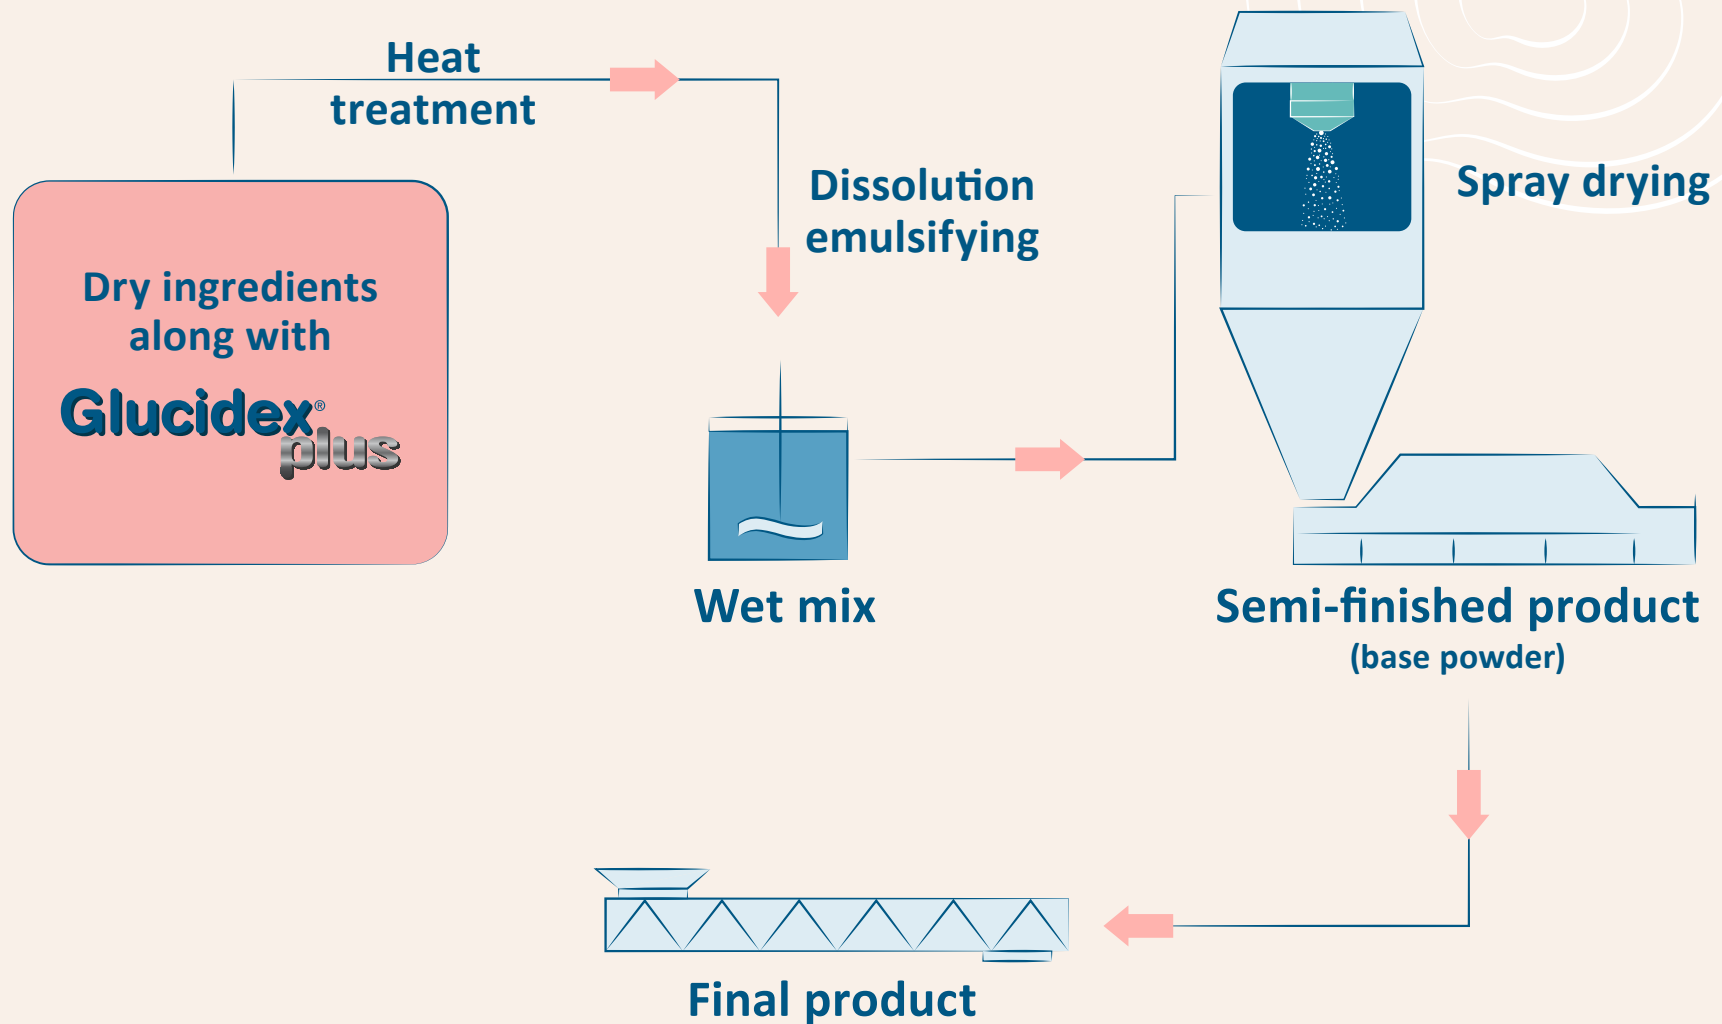 Heat
treatment
Dissolution
emulsifying
Spray drying
Dry ingredients
along with
Glucidex®
plus
Wet mix
Semi-finished product
(base powder)
Final product